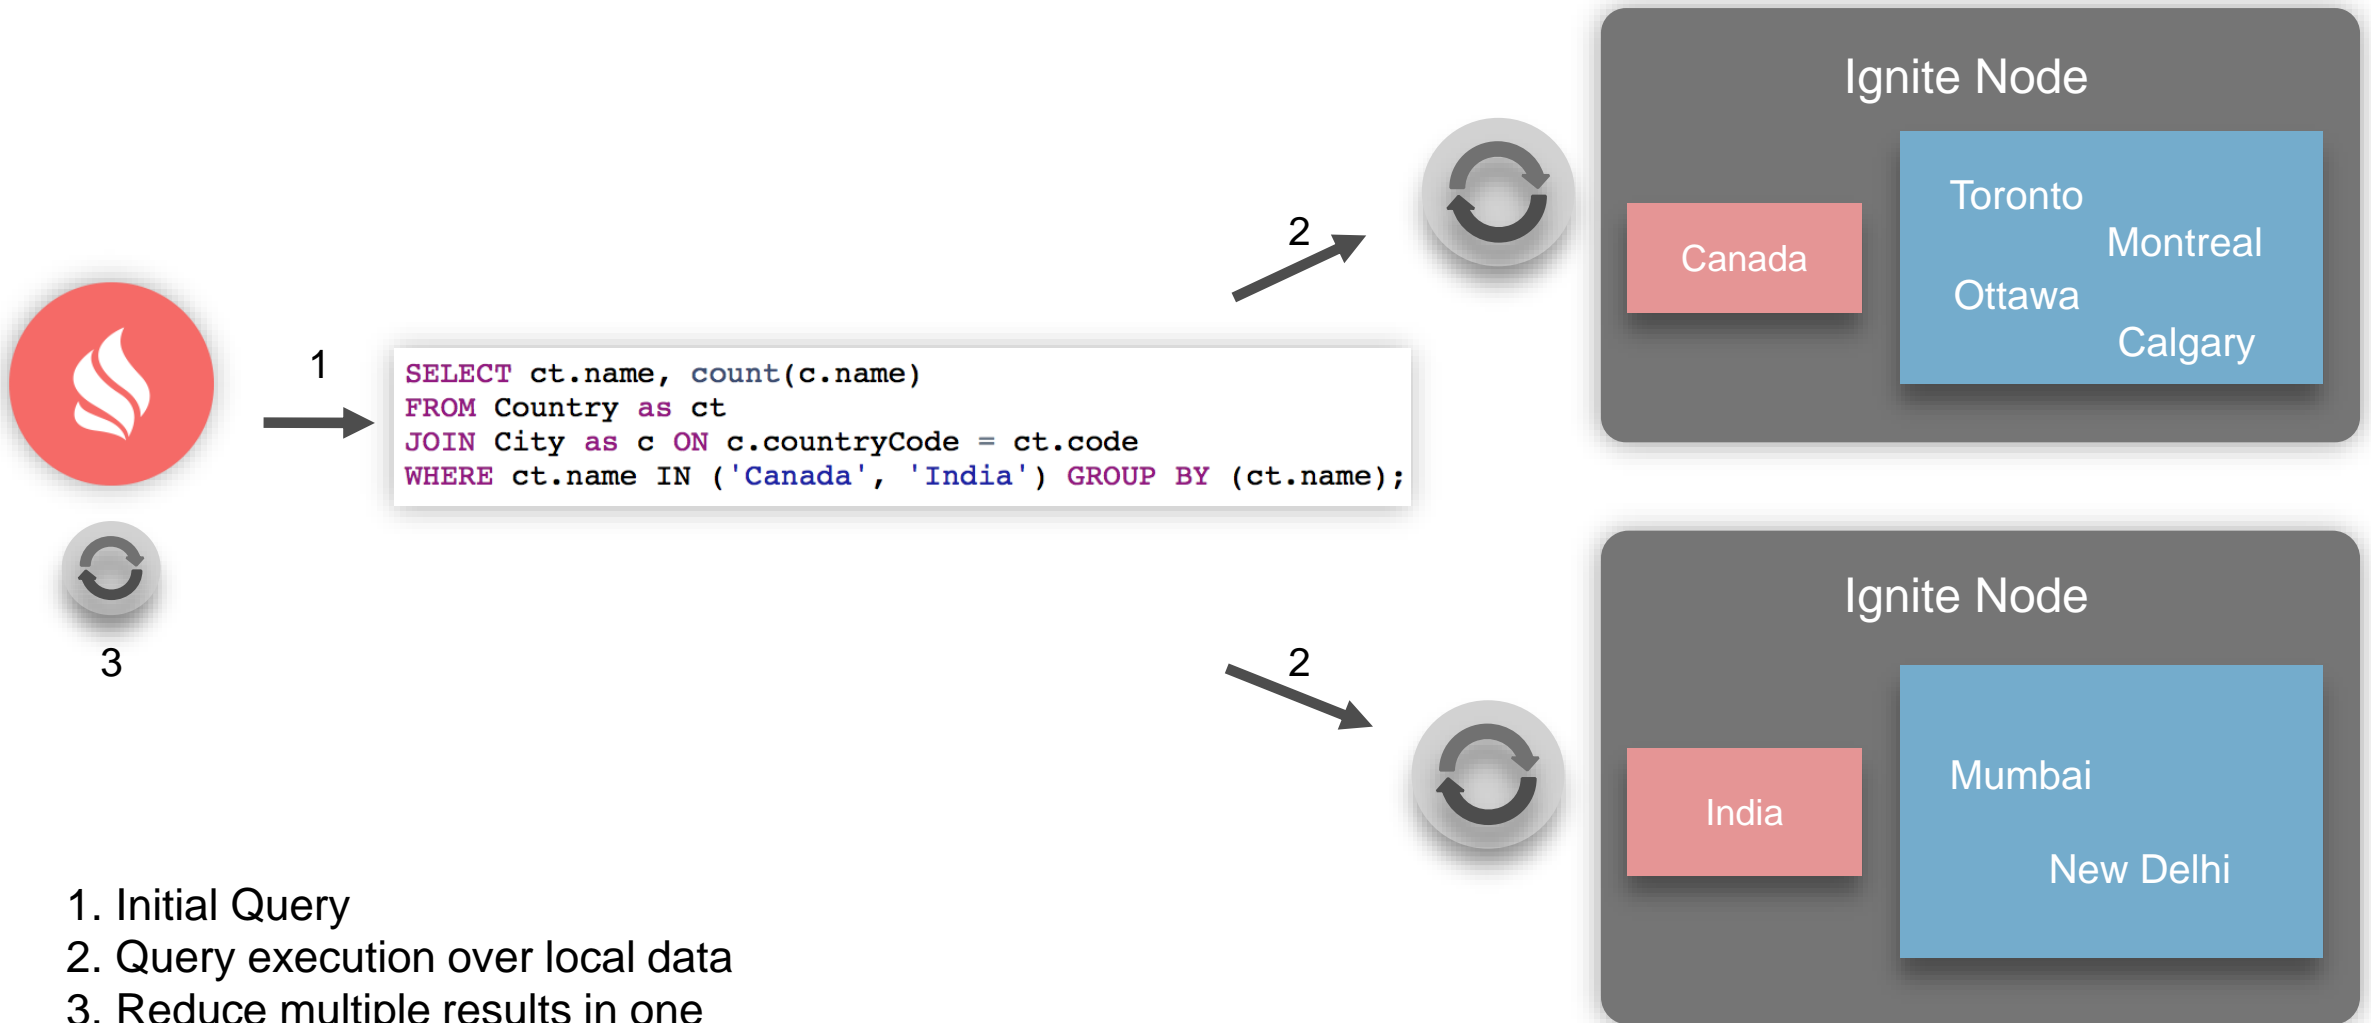 1
SELECT ct.name, count(c.name)
FROM Country as ct
JOIN City as c ON c.countryCode = ct.code
WHERE ct.name IN ('Canada', 'India') GROUP BY (ct.name);
2
2
3
Ignite Node
Canada
Toronto
Montreal
Ottawa
Calgary
Ignite Node
India
Mumbai
New Delhi
1. Initial Query
2. Query execution over local data
3. Reduce multiple results in one